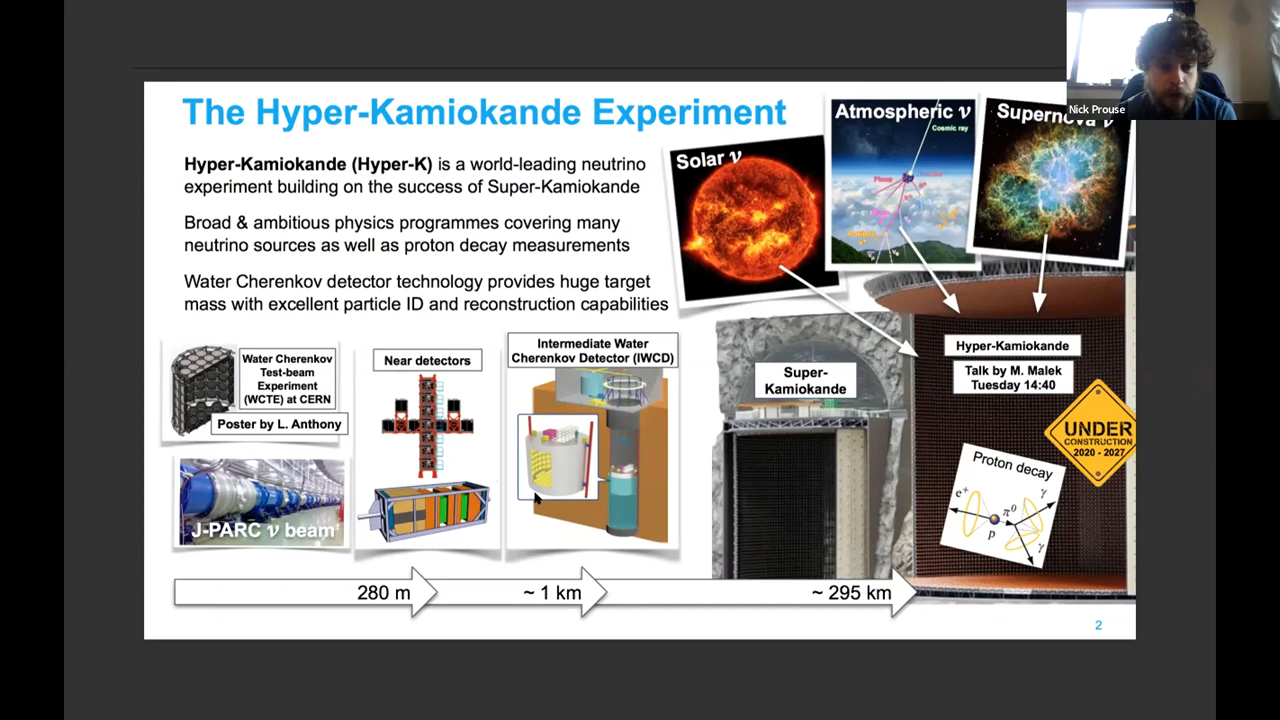 The Hyper-Kamiokande Experiment
Hyper-Kamiokande (Hyper-K) is a world-leading neutrino
experiment building on the success of Super-Kamiokande
Broad & ambitious physics programmes covering many
neutrino sources as well as proton decay measurements
Water Cherenkov detector technology provides huge target
mass with excellent particle ID and reconstruction capabilities
Solar ν
Atmospheric ν
Cosmic ray
Supernova ν
Nick Prouse
Water Cherenkov
Test-beam
Experiment
(WCTE) at CERN
Poster by L. Anthony
J-PARC ν beam
Near detectors
Intermediate Water
Cherenkov Detector (IWCD)
Super-
Kamiokande
Hyper-Kamiokande
Talk by M. Malek
Tuesday 14:40
UNDER
CONSTRUCTION
2020 - 2027
Proton decay
e+
π0
γ
p
γ
280 m
~ 1 km
~ 295 km
2